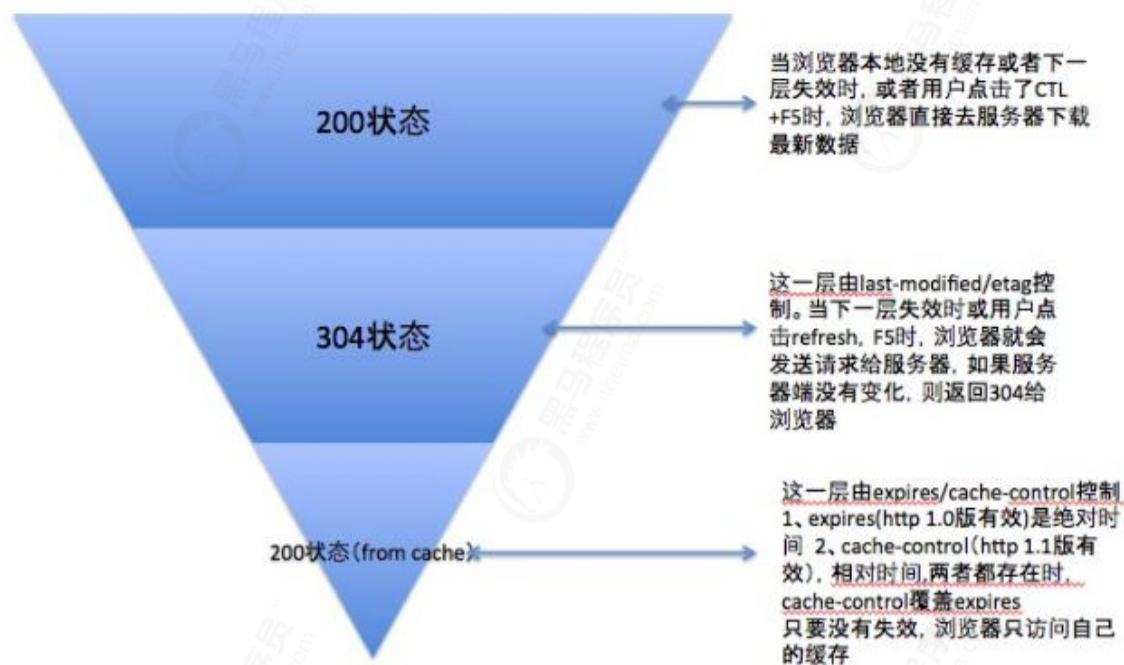 200状态
当浏览器本地没有缓存或者下一
层失效时, 或者用户点击了CTL
+F5时, 浏览器直接去服务器下载
最新数据
304状态
这一层由last-modified/etag控
制。当下一层失效时或用户点
击refresh, F5时, 浏览器就会
发送请求给服务器, 如果服务
器端没有变化, 则返回304给
浏览器
200状态(from cache)
这一层由expires/cache-control控制
1、expires(http 1.0版有效)是绝对时
间 2、cache-control(http 1.1版有
效), 相对时间,两者都存在时,
cache-control覆盖expires
只要没有失效, 浏览器只访问自己
的缓存
黑马程序员
www.itheima.com